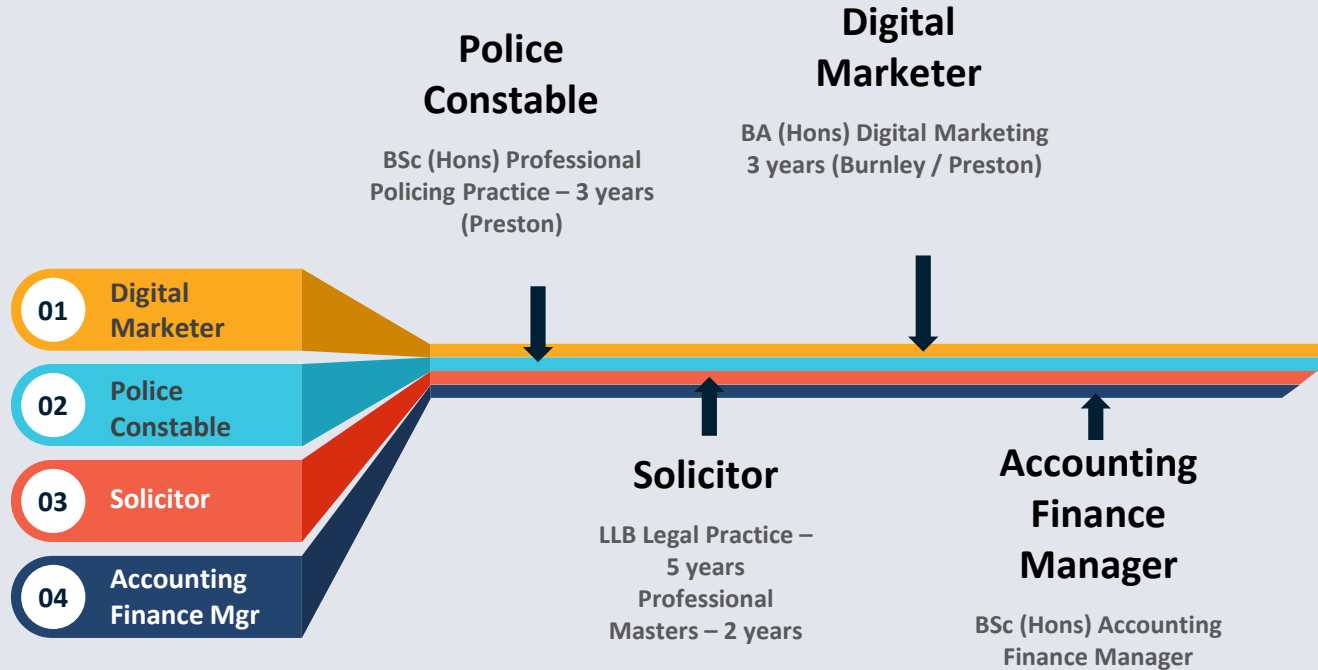 Police
Constable
BSc (Hons) Professional
Policing Practice – 3 years
(Preston)
Digital
Marketer
BA (Hons) Digital Marketing
3 years (Burnley / Preston)
01
Digital
Marketer
02
Police
Constable
03
Solicitor
04
Accounting
Finance Mgr
Solicitor
LLB Legal Practice –
5 years
Professional
Masters – 2 years
Accounting
Finance
Manager
BSc (Hons) Accounting
Finance Manager